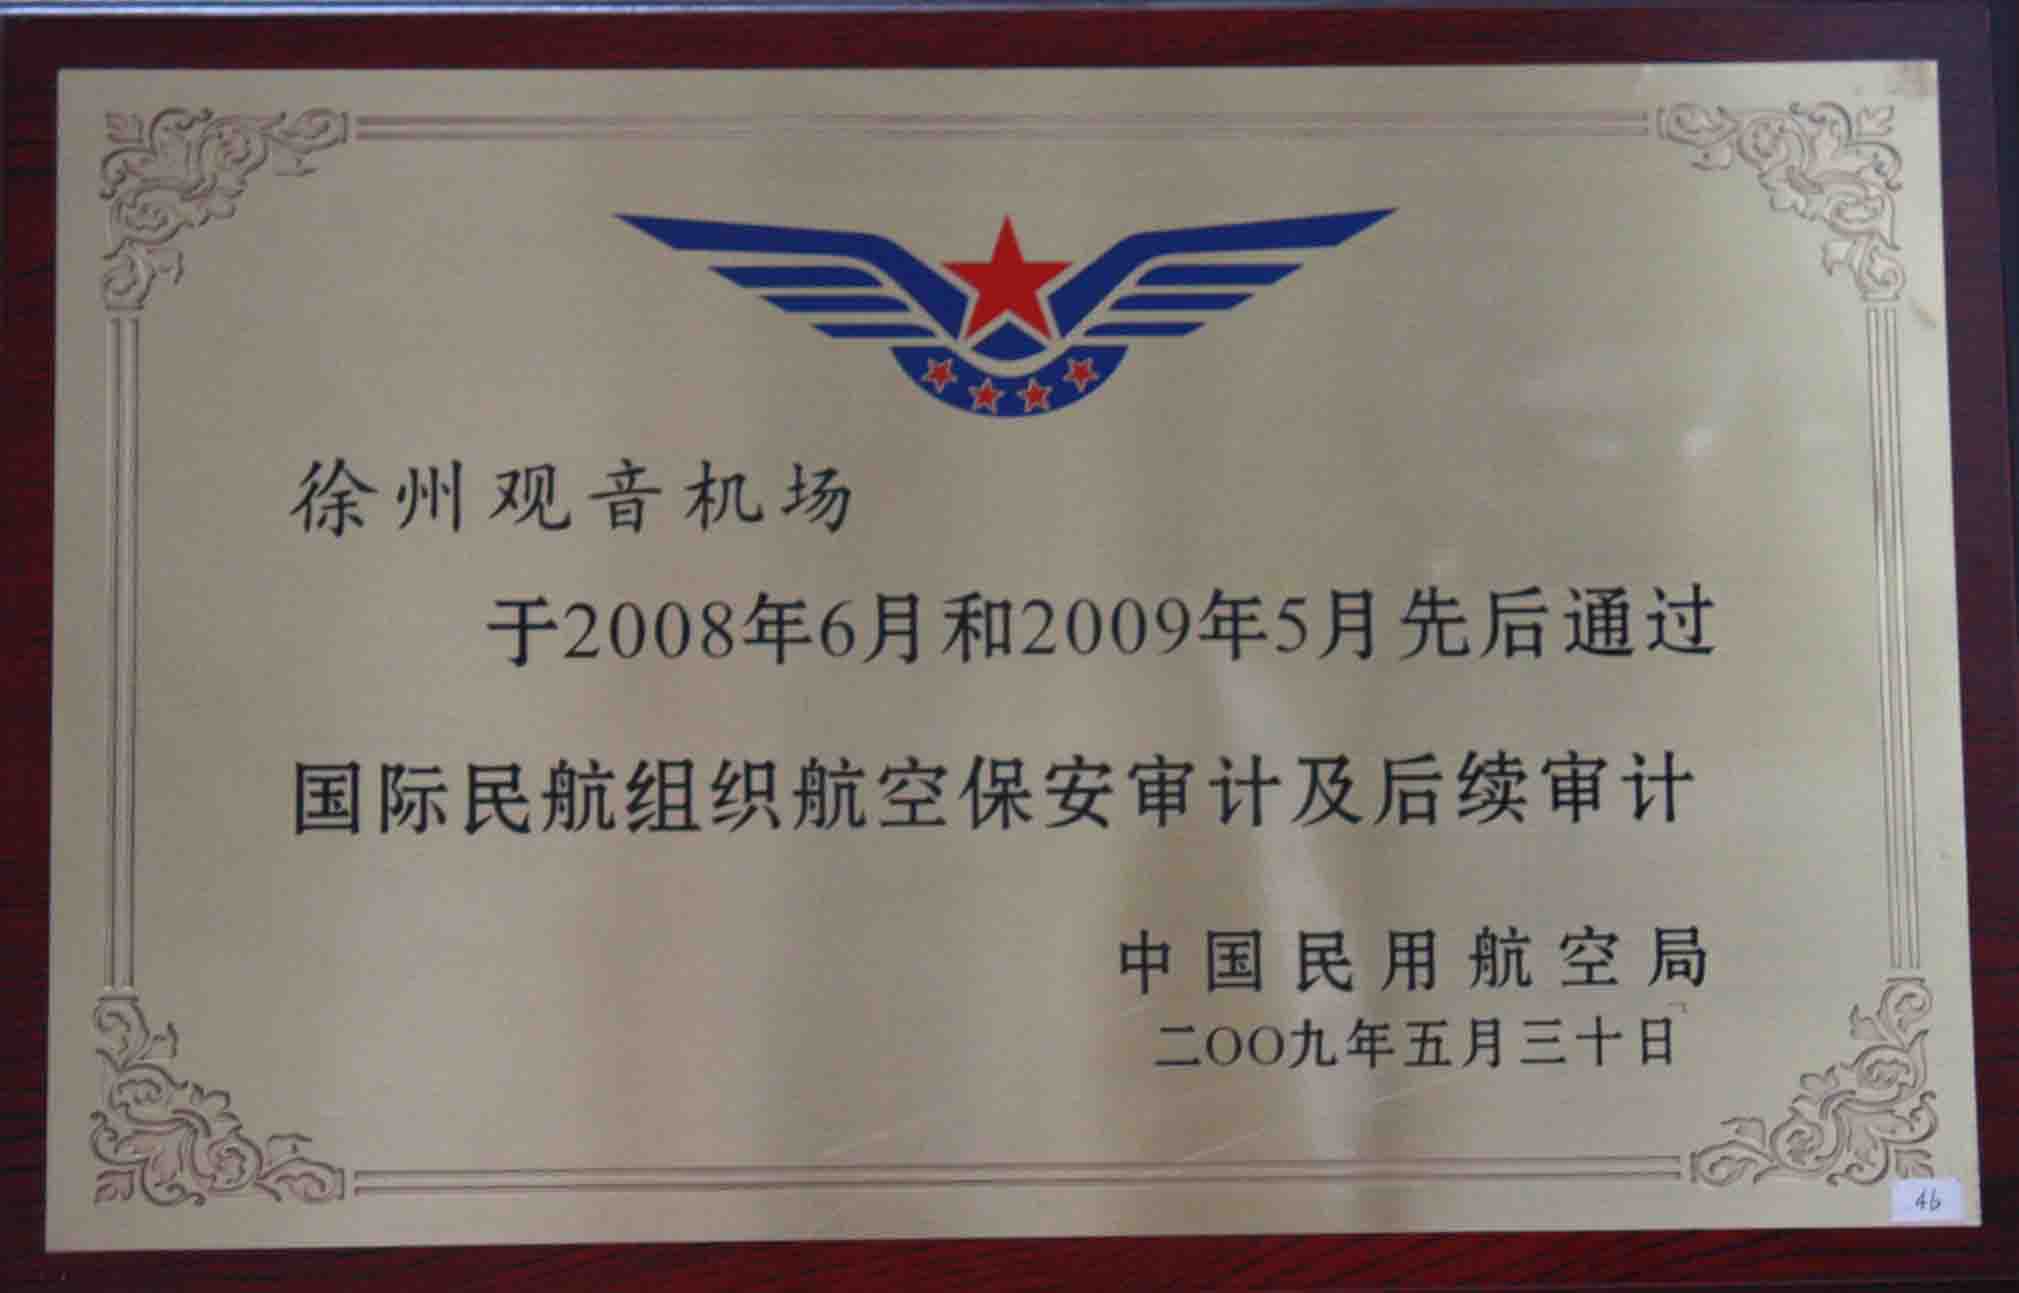 徐州观音机场
于2008年6月和2009年5月先后通过
国际民航组织航空保安审计及后续审计
中国民用航空局
二〇〇九年五月三十日
46